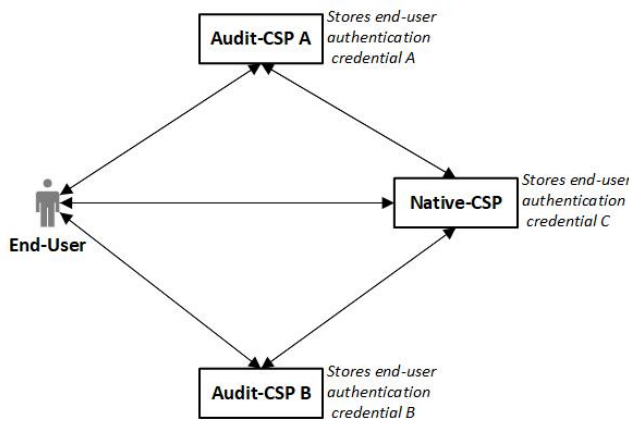 Audit-CSP A
Stores end-user
authentication
credential A
End-User
Native-CSP
Stores end-user
authentication
credential C
Audit-CSP B
Stores end-user
authentication
credential B